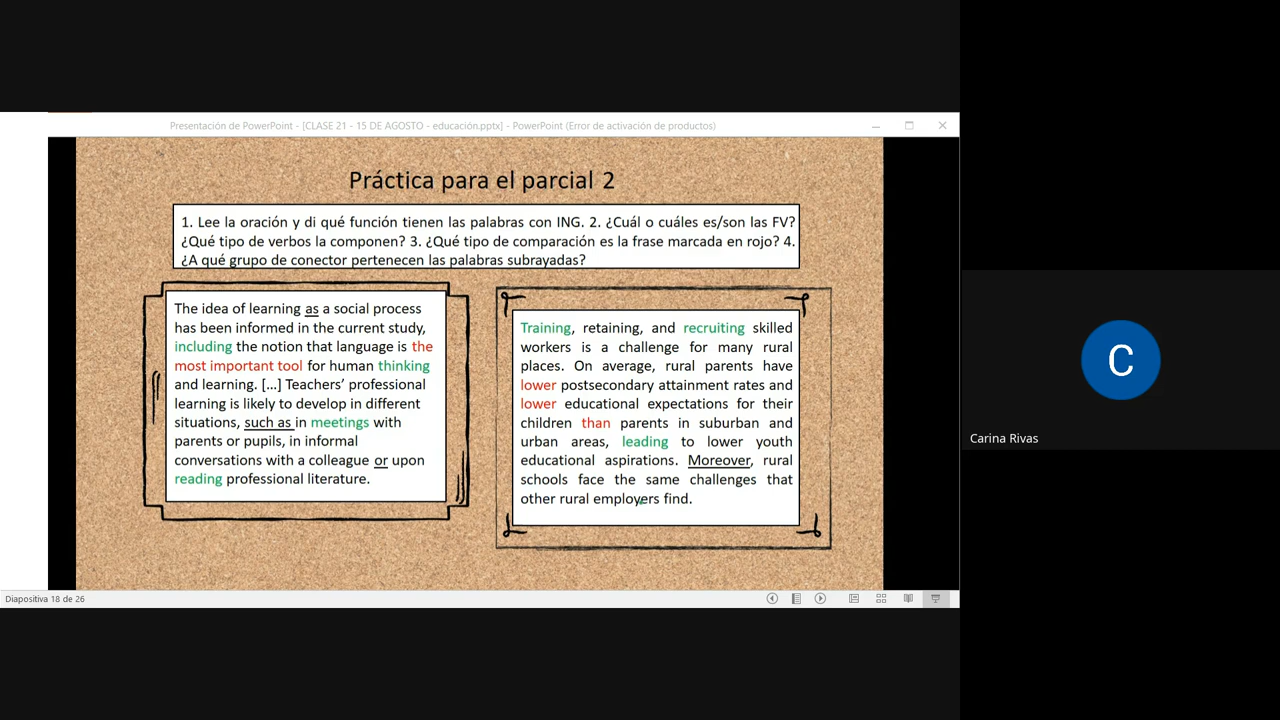 Presentación de PowerPoint - [CLASE 21 - 15 DE AGOSTO - educación.pptx] - PowerPoint (Error de activación de productos)
Práctica para el parcial 2
1. Lee la oración y di qué función tienen las palabras con ING. 2. ¿Cuál o cuáles es/son las FV?
¿Qué tipo de verbos la componen? 3. ¿Qué tipo de comparación es la frase marcada en rojo? 4.
¿A qué grupo de conector pertenecen las palabras subrayadas?
The idea of learning as a social process
has been informed in the current study,
including the notion that language is the
most important tool for human thinking
and learning. [...] Teachers' professional
learning is likely to develop in different
situations, such as in meetings with
parents or pupils, in informal
conversations with a colleague or upon
reading professional literature.
Training, retaining, and recruiting skilled
workers is a challenge for many rural
places. On average, rural parents have
lower postsecondary attainment rates and
lower educational expectations for their
children than parents in suburban and
urban areas, leading to lower youth
educational aspirations. Moreover, rural
schools face the same challenges that
other rural employers find.
C
Carina Rivas
Diapositiva 18 de 26